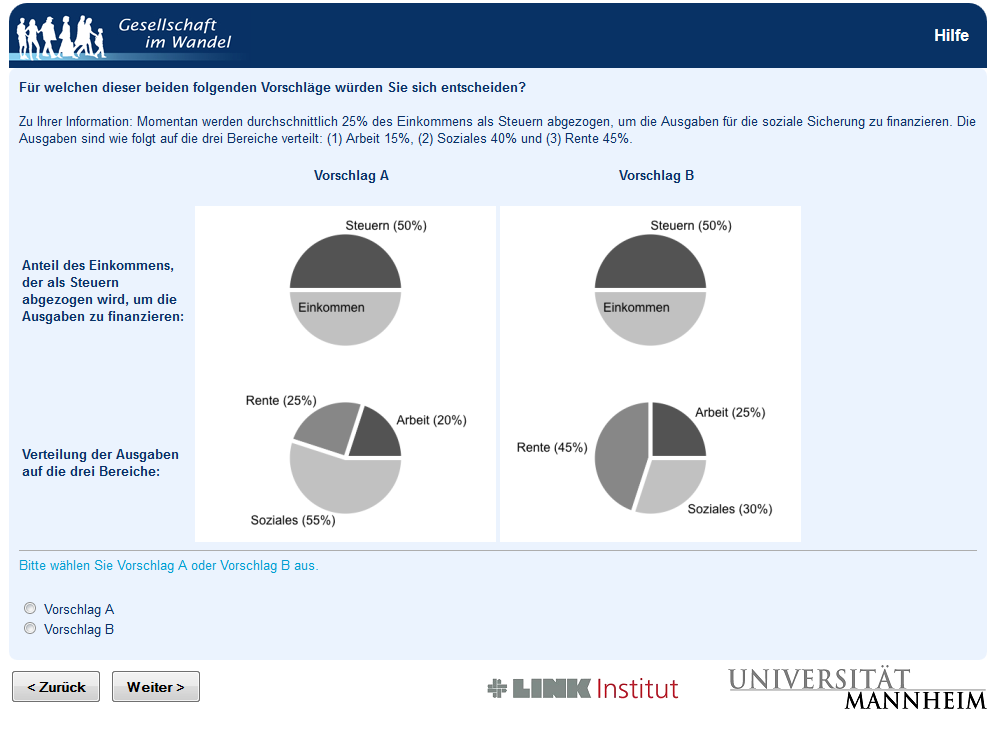 Gesellschaft
im Wandel
Hilfe
Für welchen dieser beiden folgenden Vorschläge würden Sie sich entscheiden?
Zu Ihrer Information: Momentan werden durchschnittlich 25% des Einkommens als Steuern abgezogen, um die Ausgaben für die soziale Sicherung zu finanzieren. Die
Ausgaben sind wie folgt auf die drei Bereiche verteilt: (1) Arbeit 15%, (2) Soziales 40% und (3) Rente 45%.
Vorschlag A
Vorschlag B
Anteil des Einkommens,
der als Steuern
abgezogen wird, um die
Ausgaben zu finanzieren:
Steuern (50%)
Einkommen
Steuern (50%)
Einkommen
Verteilung der Ausgaben
auf die drei Bereiche:
Rente (25%)
Arbeit (20%)
Soziales (55%)
Arbeit (25%)
Rente (45%)
Soziales (30%)
Bitte wählen Sie Vorschlag A oder Vorschlag B aus.
Vorschlag A
Vorschlag B
< Zurück
Weiter >
LINK Institut
UNIVERSITÄT
MANNHEIM